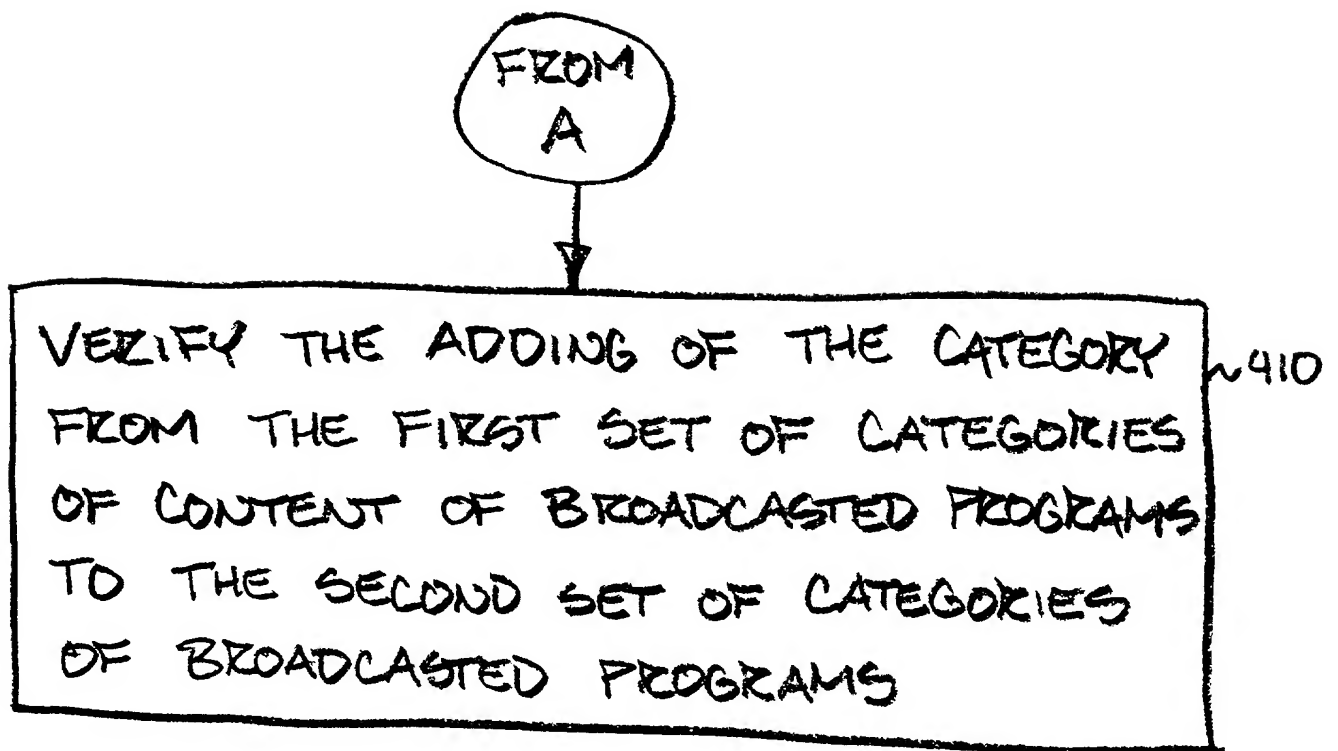 FROM
A
VERIFY THE ADDING OF THE CATEGORY
~410
FROM THE FIRST SET OF CATEGORIES
OF CONTENT OF BROADCASTED PROGRAMS
TO THE SECOND SET OF CATEGORIES
OF BROADCASTED PROGRAMS